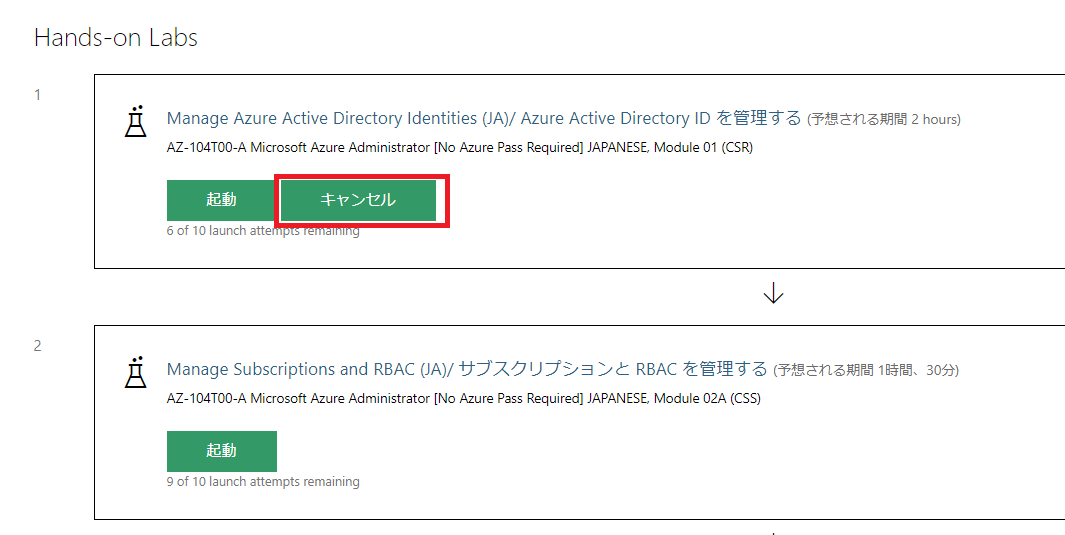 Hands-on Labs
1
Manage Azure Active Directory Identities (JA)/ Azure Active Directory ID を管理する (予想される期間 2 hours)
AZ-104T00-A Microsoft Azure Administrator [No Azure Pass Required] JAPANESE, Module 01 (CSR)
起動 キャンセル
6 of 10 launch attempts remaining
2
Manage Subscriptions and RBAC (JA)/ サブスクリプションと RBAC を管理する (予想される期間 1時間、30分)
AZ-104T00-A Microsoft Azure Administrator [No Azure Pass Required] JAPANESE, Module 02A (CSS)
起動
9 of 10 launch attempts remaining